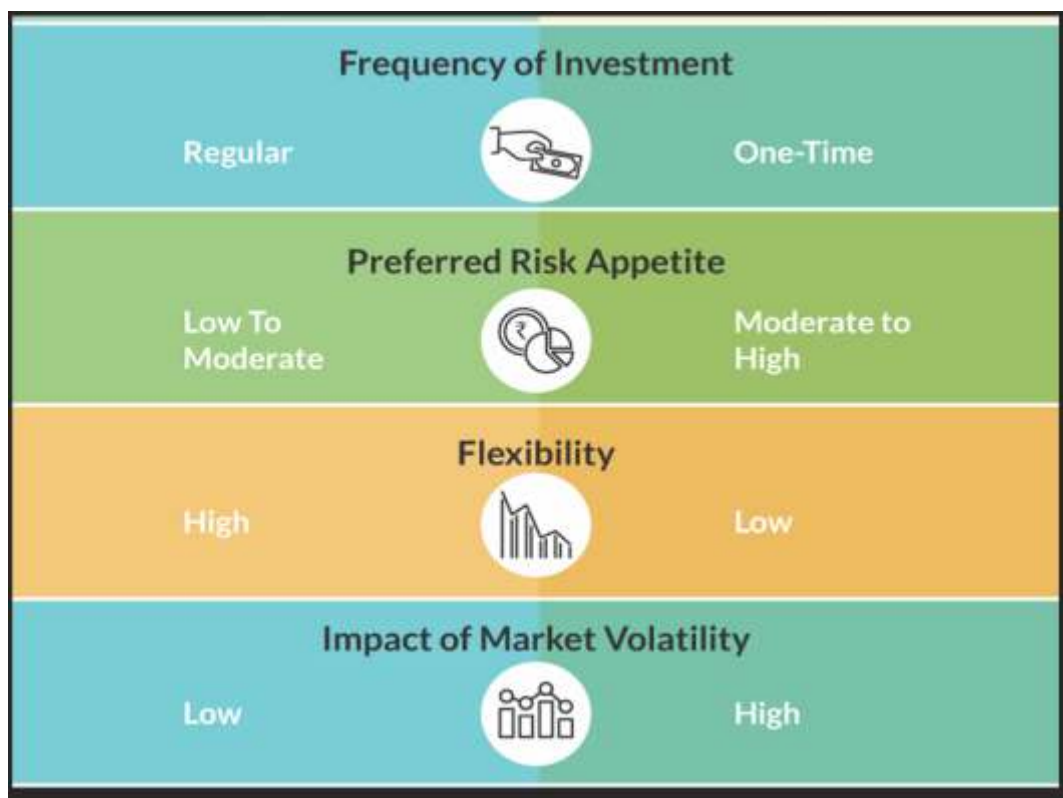 Frequency of Investment
Regular
One-Time
Preferred Risk Appetite
Low To
Moderate
Moderate to
High
₹
Flexibility
High
Low
Impact of Market Volatility
Low
High